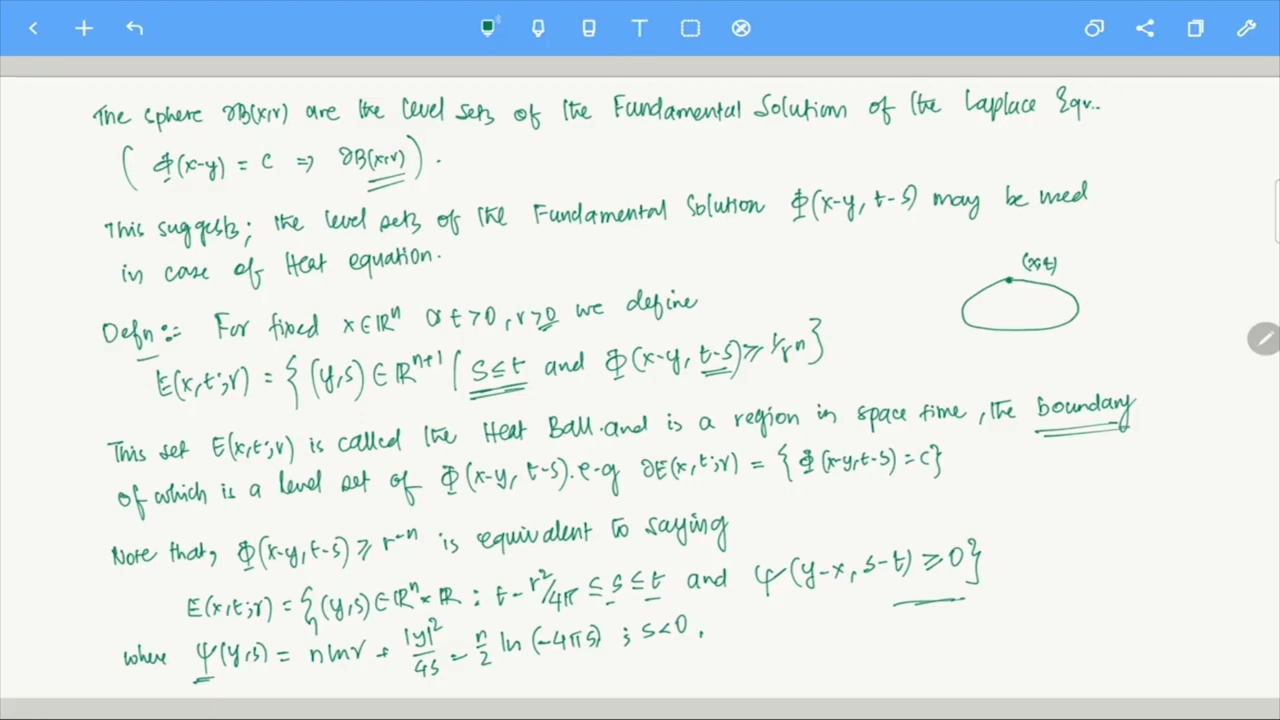 The sphere ∂B(x,r) are the level sets of the Fundamental Solution of the Laplace Eqn..
( Φ(x-y) = c ⇒ ∂B(x,r) ) .
This suggests; the level sets of the Fundamental Solution Φ(x-y, t-s) may be used
in case of Heat equation.
(x,t)
Defn :- For fixed x∈ℝⁿ & t>0, r>0 we define
E(x,t;r) = { (y,s) ∈ ℝⁿ⁺¹ | s≤t and Φ(x-y, t-s) ≥ 1/rⁿ }
This set E(x,t;r) is called the Heat Ball. and is a region in space time, the boundary
of which is a level set of Φ(x-y, t-s). e-g ∂E(x,t;r) = { Φ(x-y,t-s) = c }
Note that, Φ(x-y,t-s) ≥ r⁻ⁿ is equivalent to saying
E(x,t;r) = { (y,s) ∈ ℝⁿ × ℝ : t - r²/4π ≤ s ≤ t and ψ(y-x, s-t) ≥ 0 }
where ψ(y,s) = n ln r + |y|²/4s - n/2 ln (-4πs) ; s<0 .
T